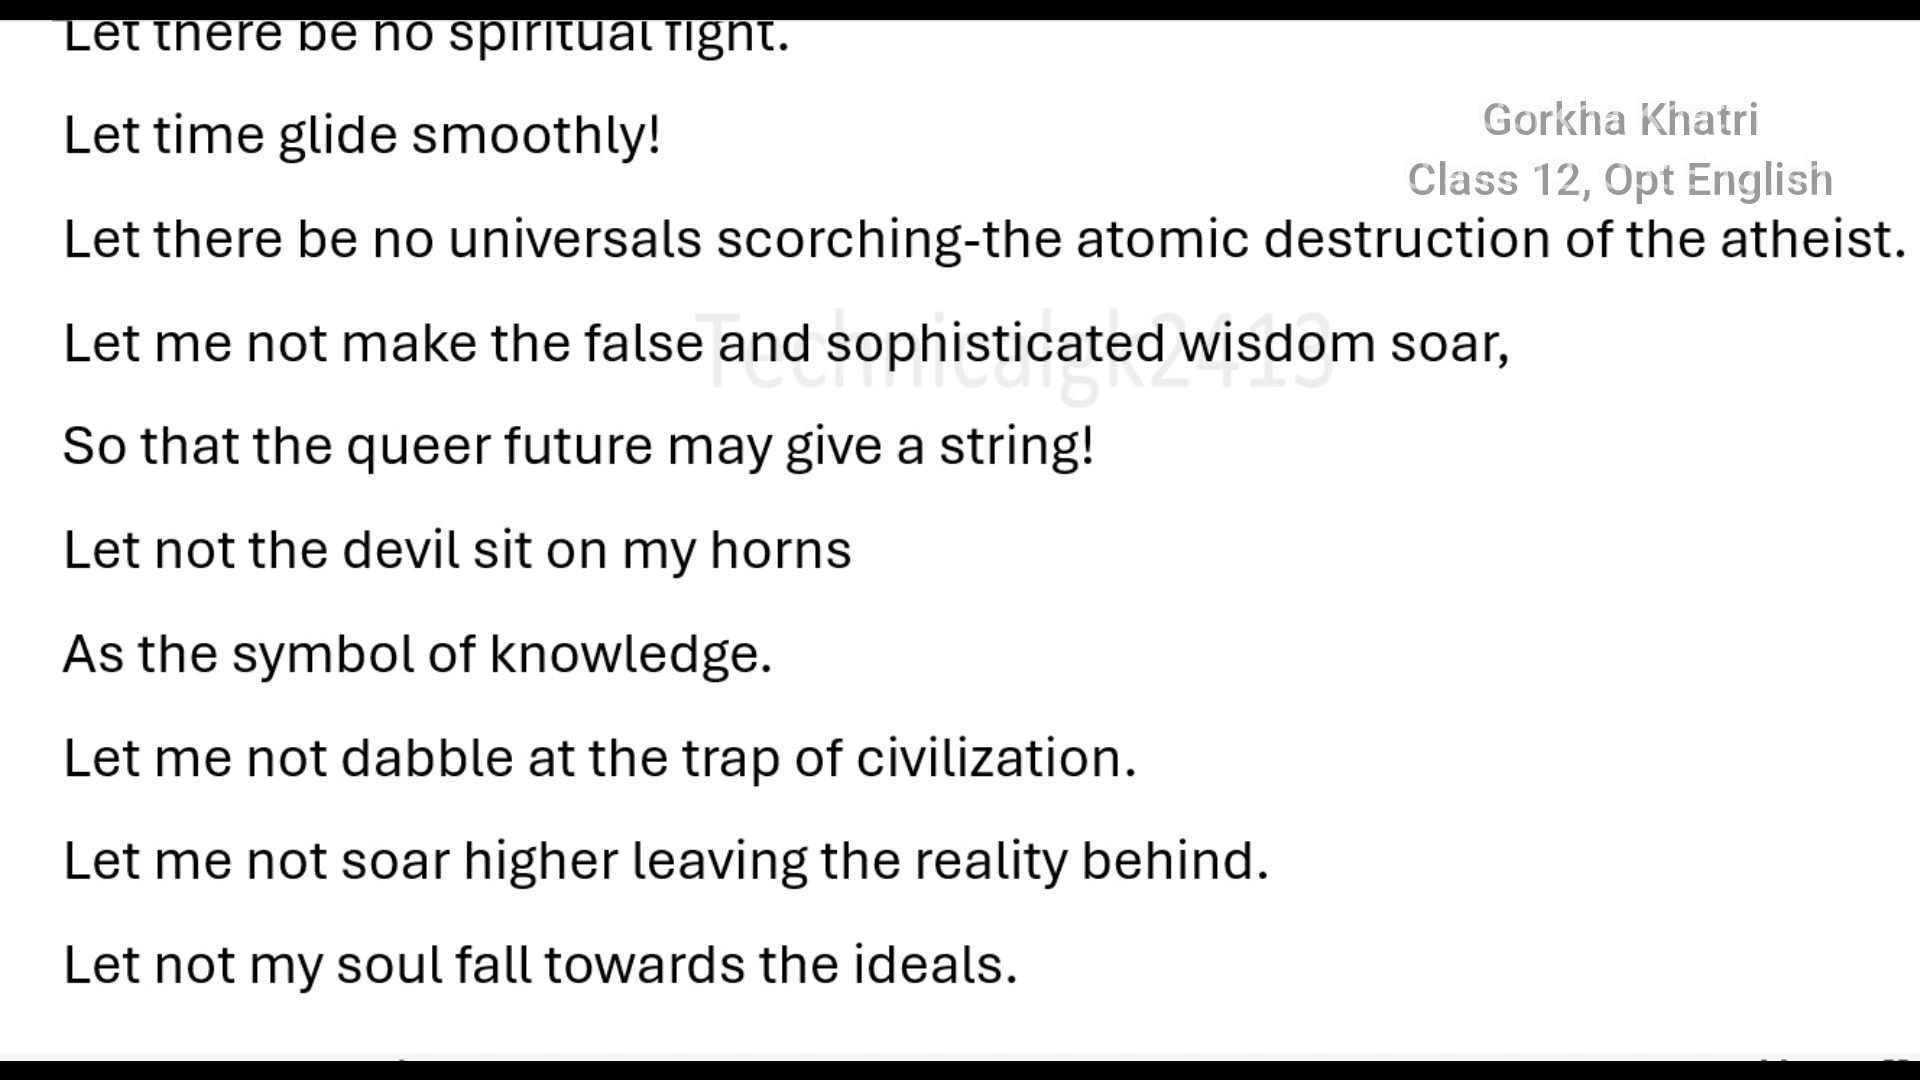 Let there be no spiritual fight.
Gorkha Khatri
Let time glide smoothly!
Class 12, Opt English
Let there be no universals scorching-the atomic destruction of the atheist.
Technicalgk2413
Let me not make the false and sophisticated wisdom soar,
So that the queer future may give a string!
Let not the devil sit on my horns
As the symbol of knowledge.
Let me not dabble at the trap of civilization.
Let me not soar higher leaving the reality behind.
Let not my soul fall towards the ideals.